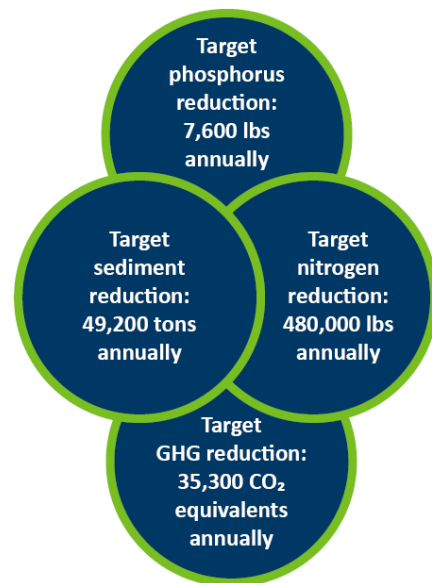 Target
phosphorus
reduction:
7,600 lbs
annually
Target
sediment
reduction:
49,200 tons
annually
Target
nitrogen
reduction:
480,000 lbs
annually
Target
GHG reduction:
35,300 CO₂
equivalents
annually